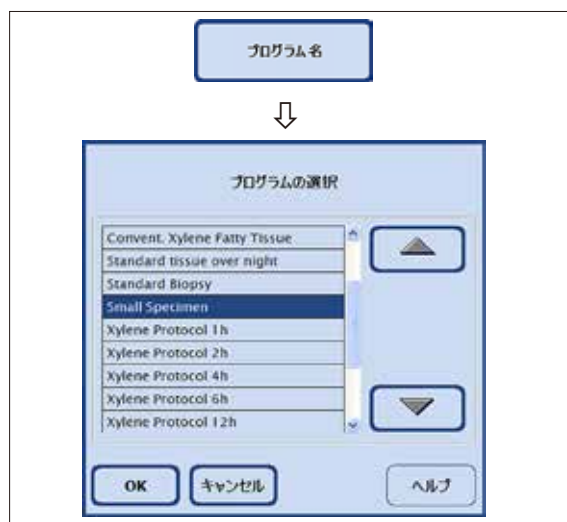 プログラム名
プログラムの選択
Convent. Xylene Fatty Tissue
Standard tissue over night
Standard Biopsy
Small Specimen
Xylene Protocol 1h
Xylene Protocol 2h
Xylene Protocol 4h
Xylene Protocol 6h
Xylene Protocol 12h
OK キャンセル ヘルプ